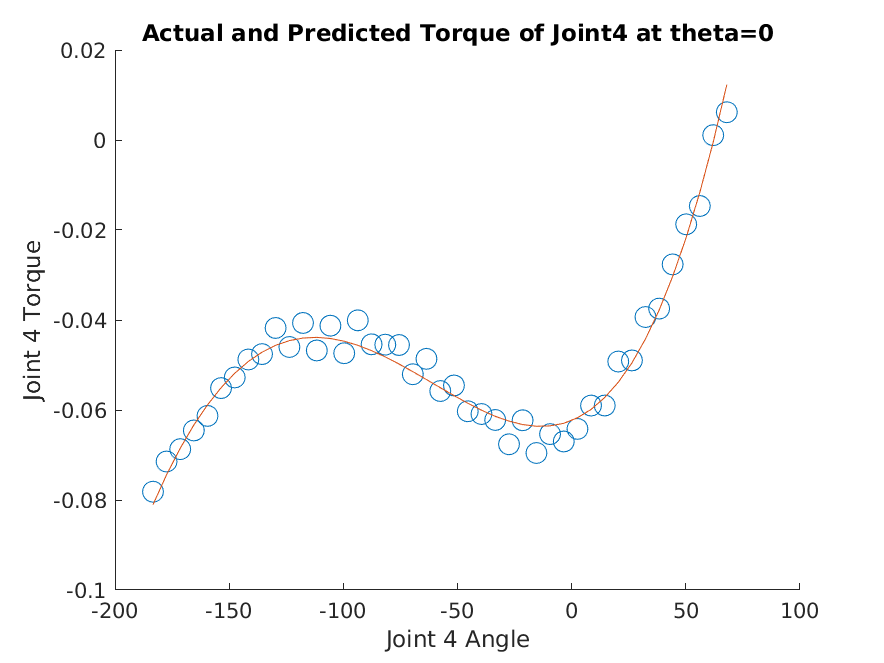 Actual and Predicted Torque of Joint4 at theta=0
0.02
0
-0.02
-0.04
-0.06
-0.08
-0.1
Joint 4 Torque
-200 -150 -100 -50 0 50 100
Joint 4 Angle